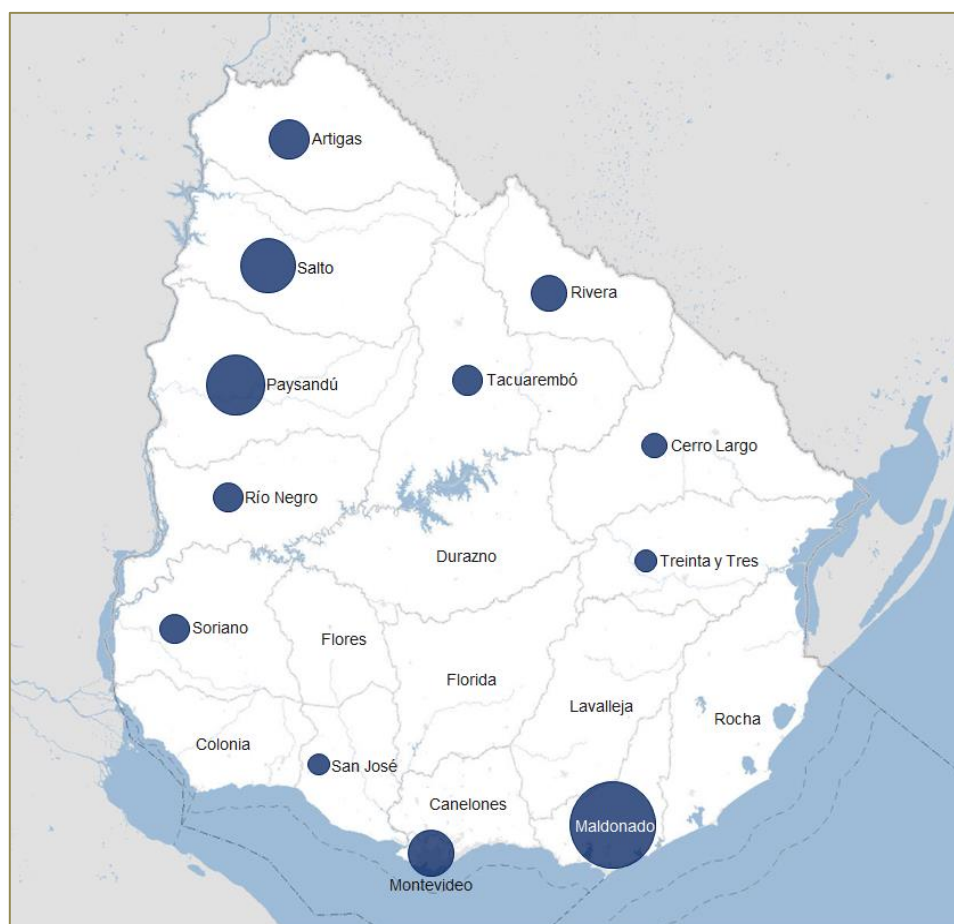 Artigas
Salto
Rivera
Paysandú
Tacuarembó
Cerro Largo
Río Negro
Durazno
Treinta y Tres
Soriano
Flores
Florida
Lavalleja
Rocha
Colonia
San José
Canelones
Maldonado
Montevideo